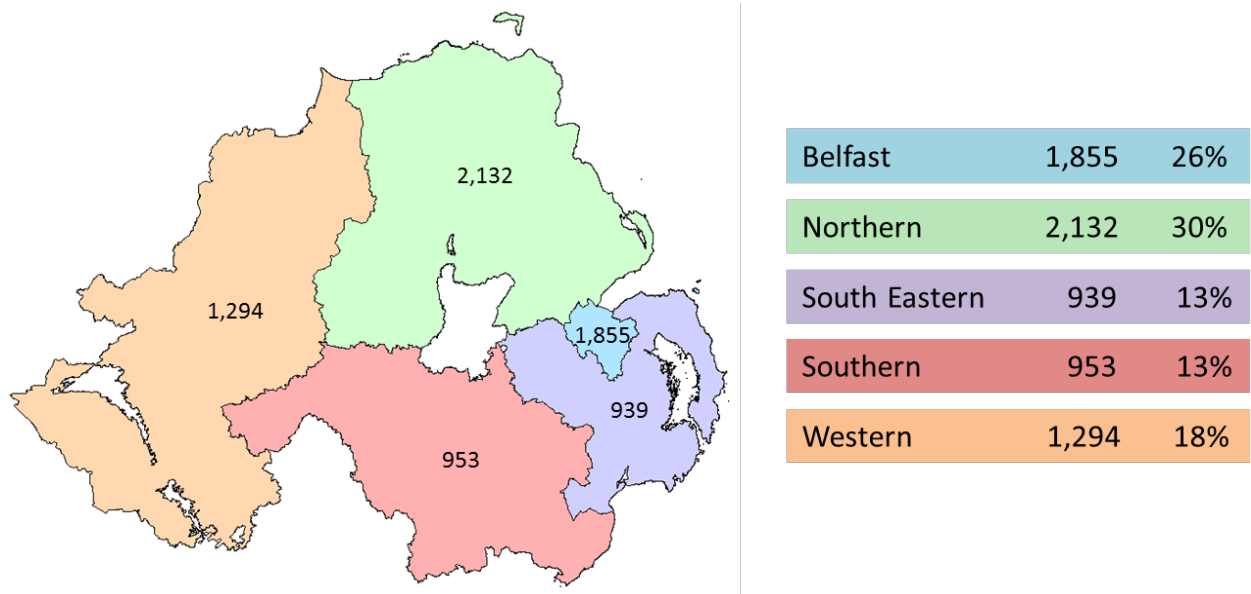 2,132
1,294
1,855
939
953
Belfast 1,855 26%
Northern 2,132 30%
South Eastern 939 13%
Southern 953 13%
Western 1,294 18%